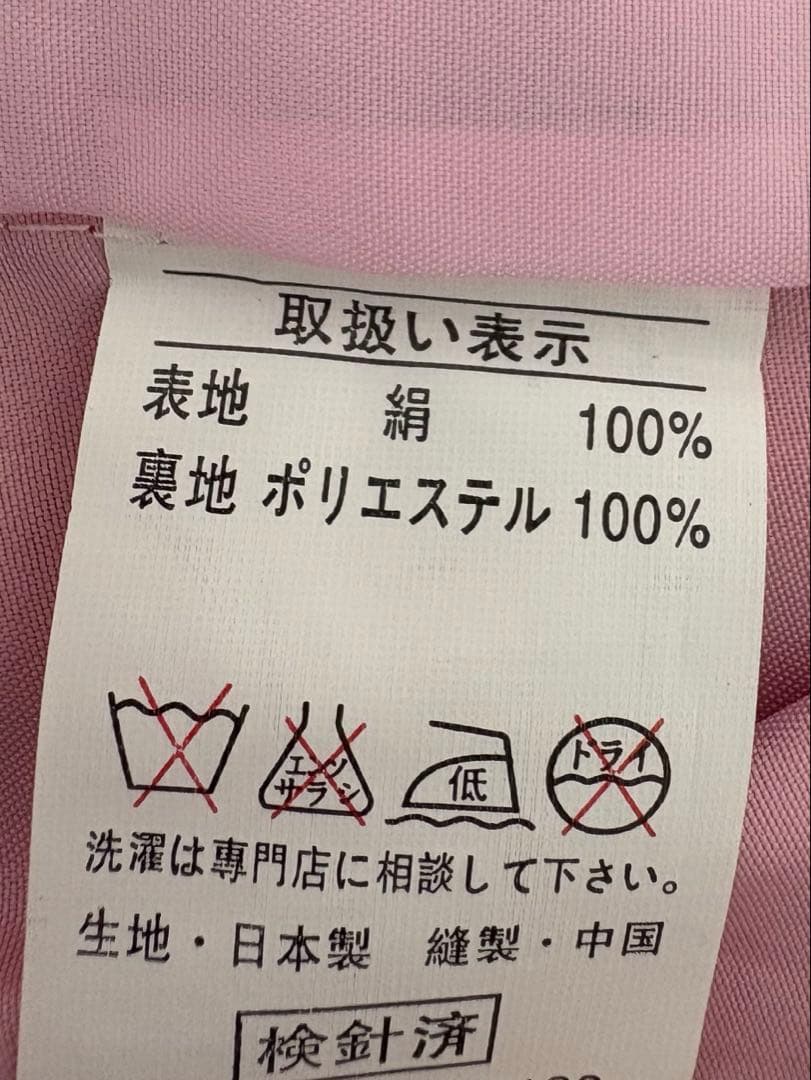 取扱い表示
表地 絹 100%
裏地 ポリエステル 100%
エンソ
サラシ
低
ドライ
洗濯は専門店に相談して下さい。
生地・日本製 縫製・中国
検針済